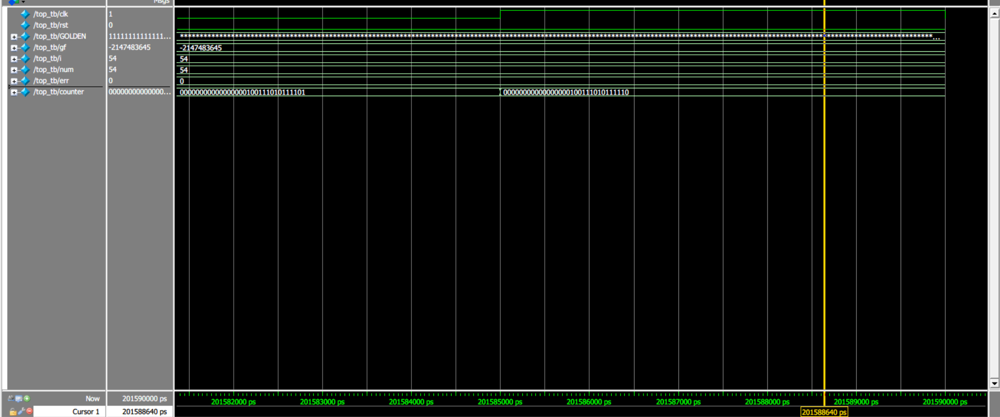 Msgs
/top_tb/clk 1
/top_tb/rst 0
/top_tb/GOLDEN 11111111111111...
/top_tb/gf -2147483645 -2147483645
/top_tb/i 54 54
/top_tb/num 54 54
/top_tb/err 0 0
/top_tb/counter 00000000000000... 00000000000000000100111010111101 00000000000000000100111010111110
Now 201590000 ps 201582000 ps 201583000 ps 201584000 ps 201585000 ps 201586000 ps 201587000 ps 201588000 ps 201589000 ps 201590000 ps
Cursor 1 201588640 ps 201588640 ps